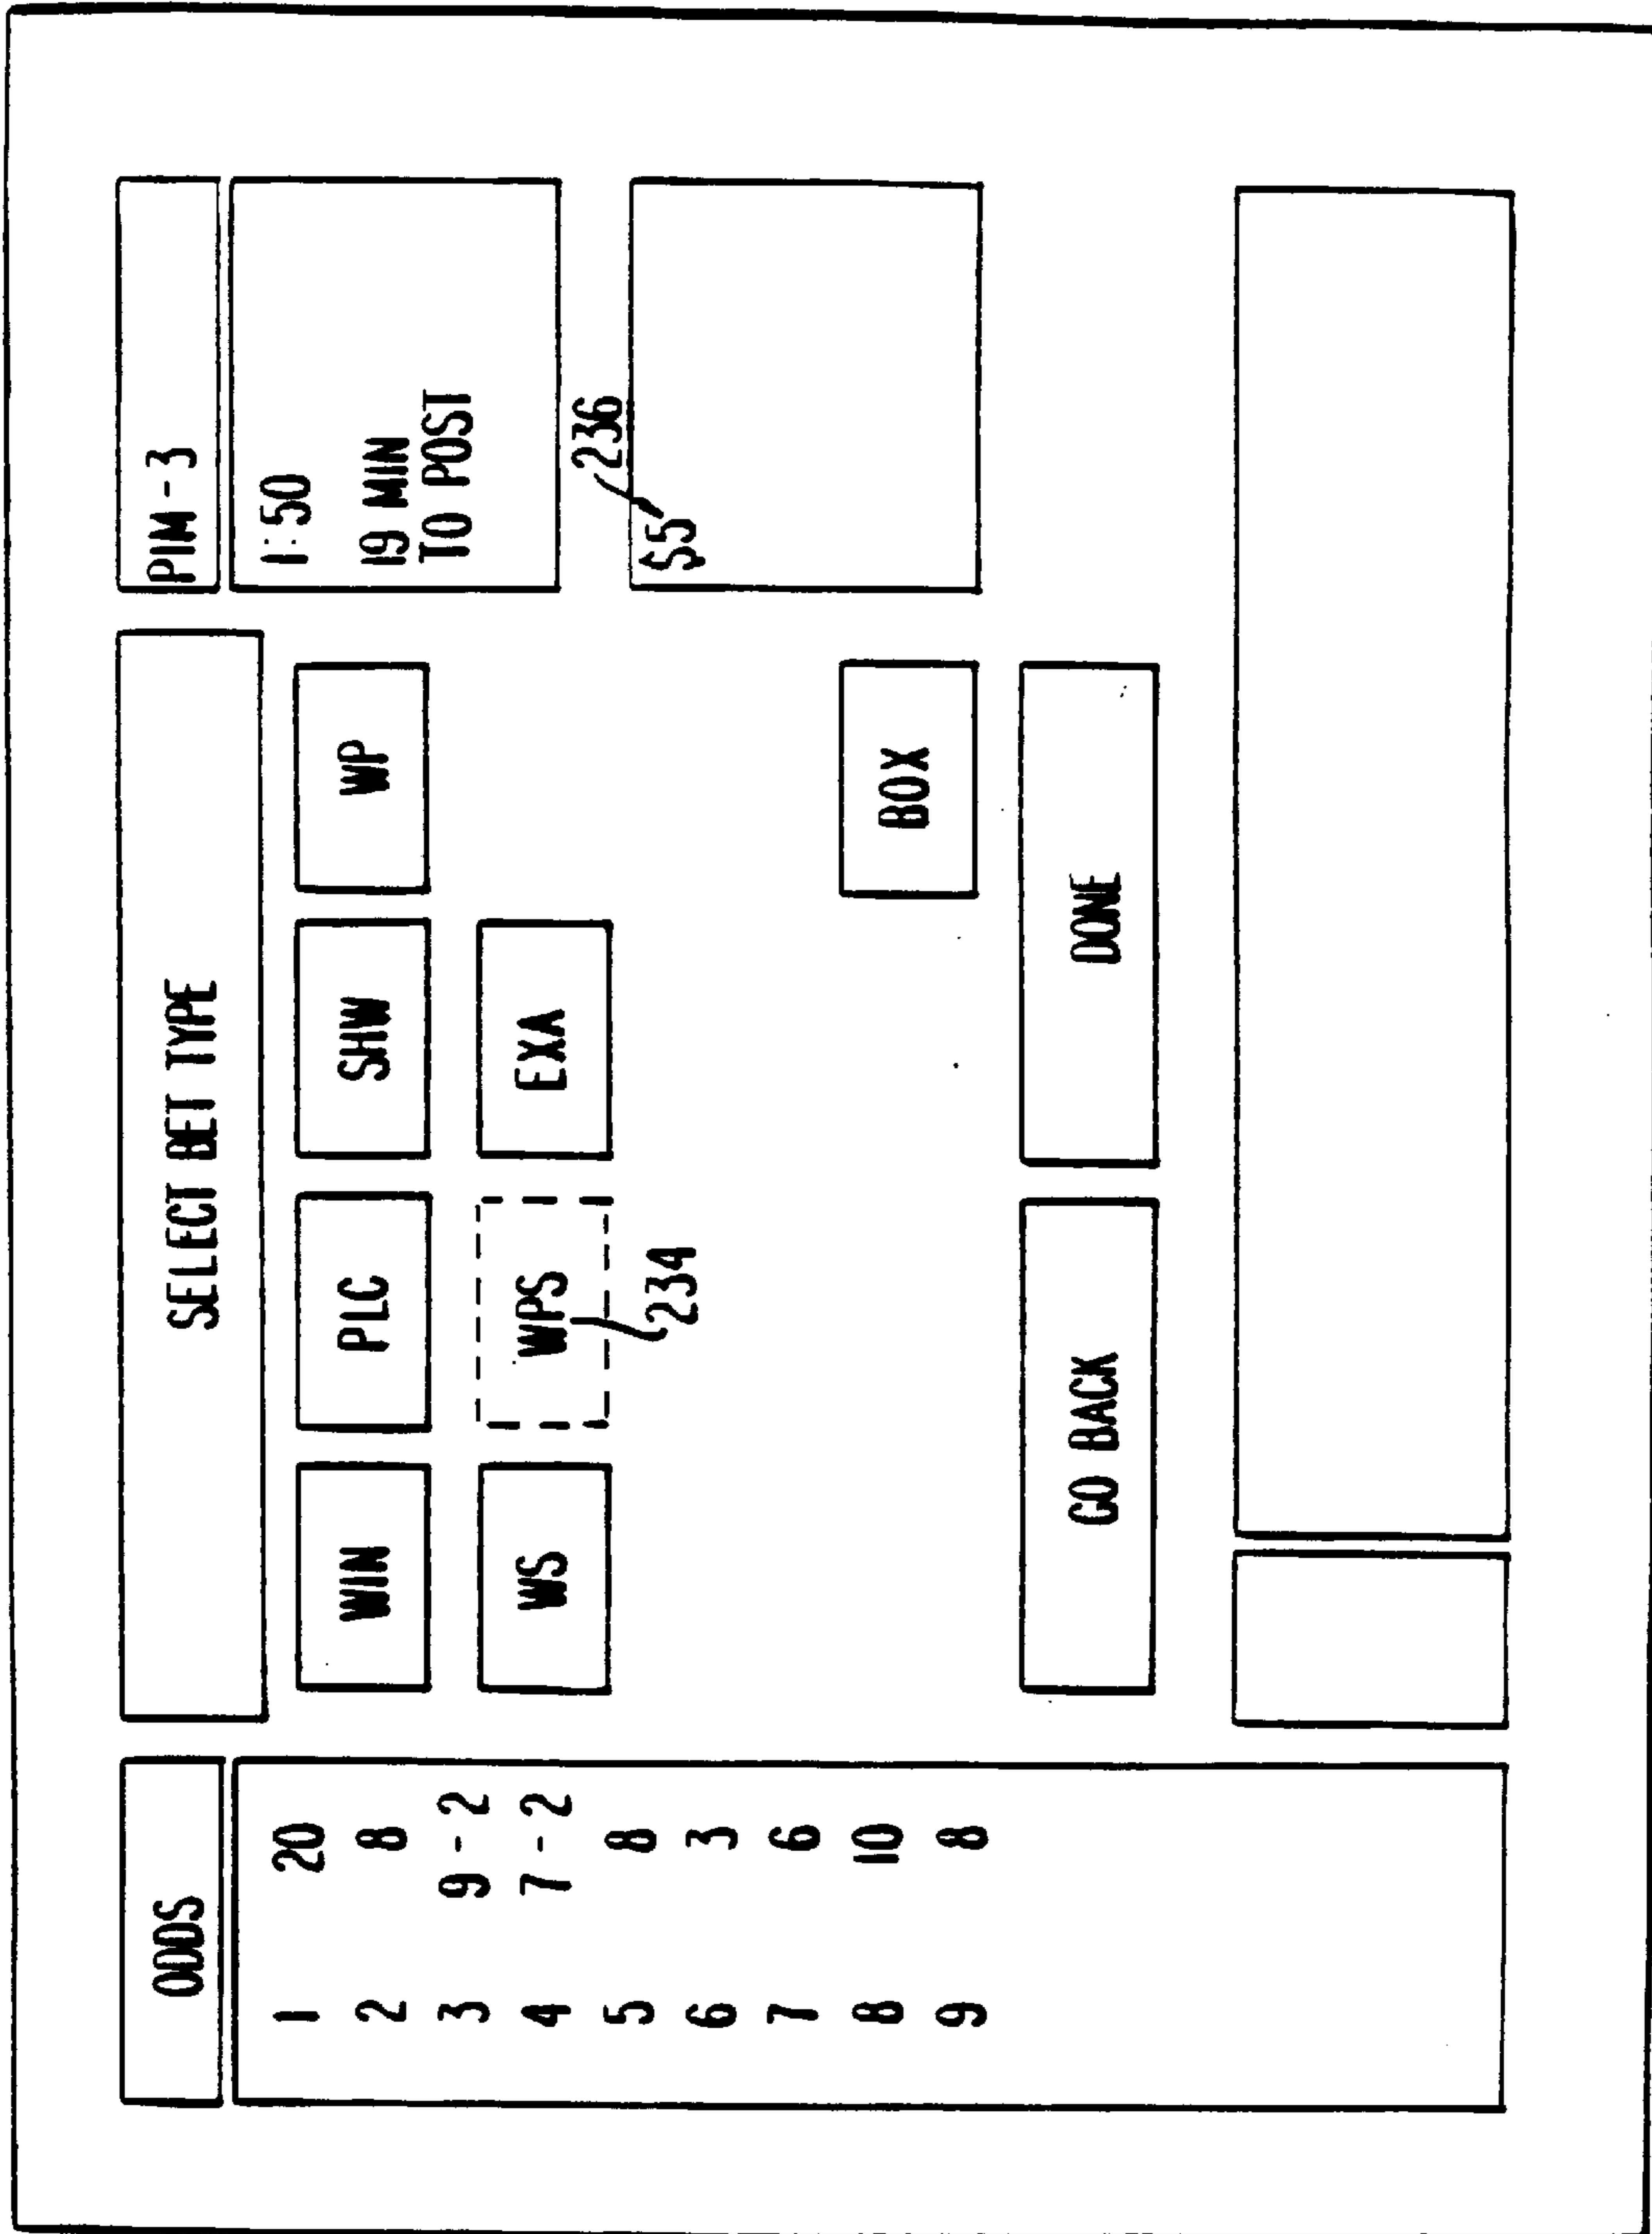 ODDS
1 20
2 8
3 9 - 2
4 7 - 2
5 8
6 3
7 6
8 10
9 8
SELECT BET TYPE
WIN PLC SHW WP
WS WPS EXA
234
BOX
GO BACK DONE
PIM - 3
1:50
19 MIN
TO POST
236
$5